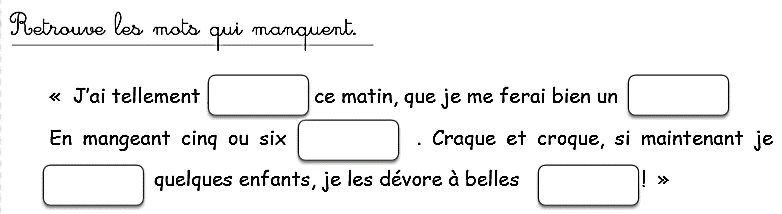 Retrouve les mots qui manquent.
« J'ai tellement ce matin, que je me ferai bien un
En mangeant cinq ou six . Craque et croque, si maintenant je
quelques enfants, je les dévore à belles ! »